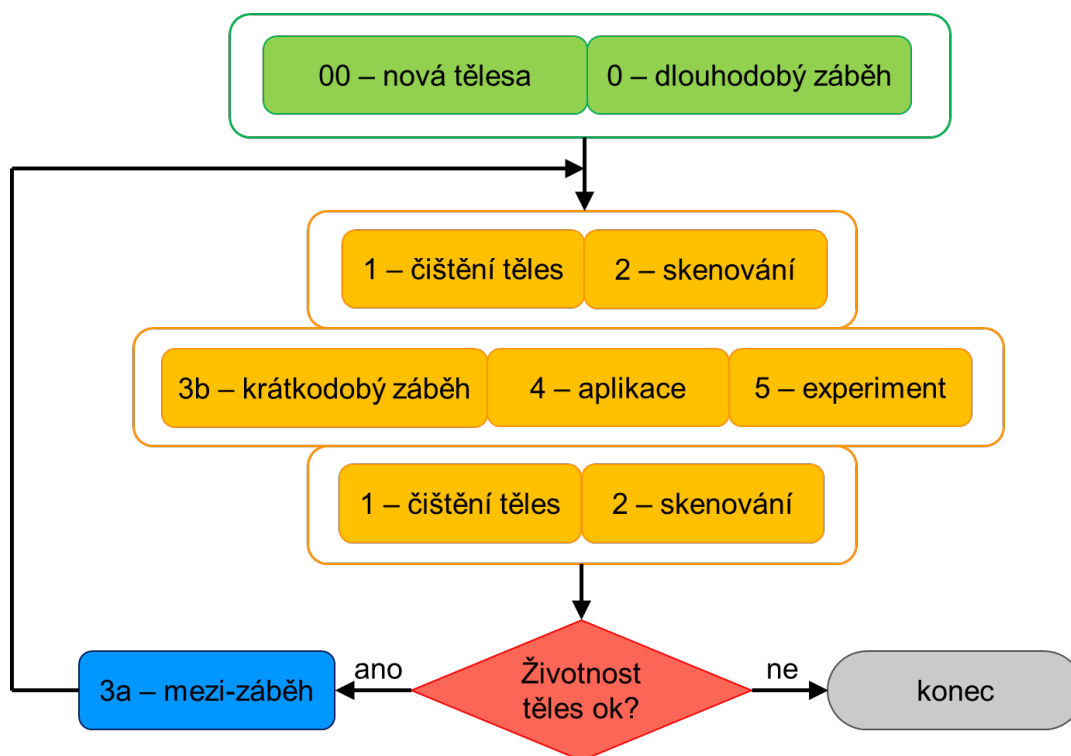 00 – nová tělesa
0 – dlouhodobý záběh
1 – čištění těles
2 – skenování
3b – krátkodobý záběh
4 – aplikace
5 – experiment
1 – čištění těles
2 – skenování
Životnost
těles ok?
ano
ne
3a – mezi-záběh
konec